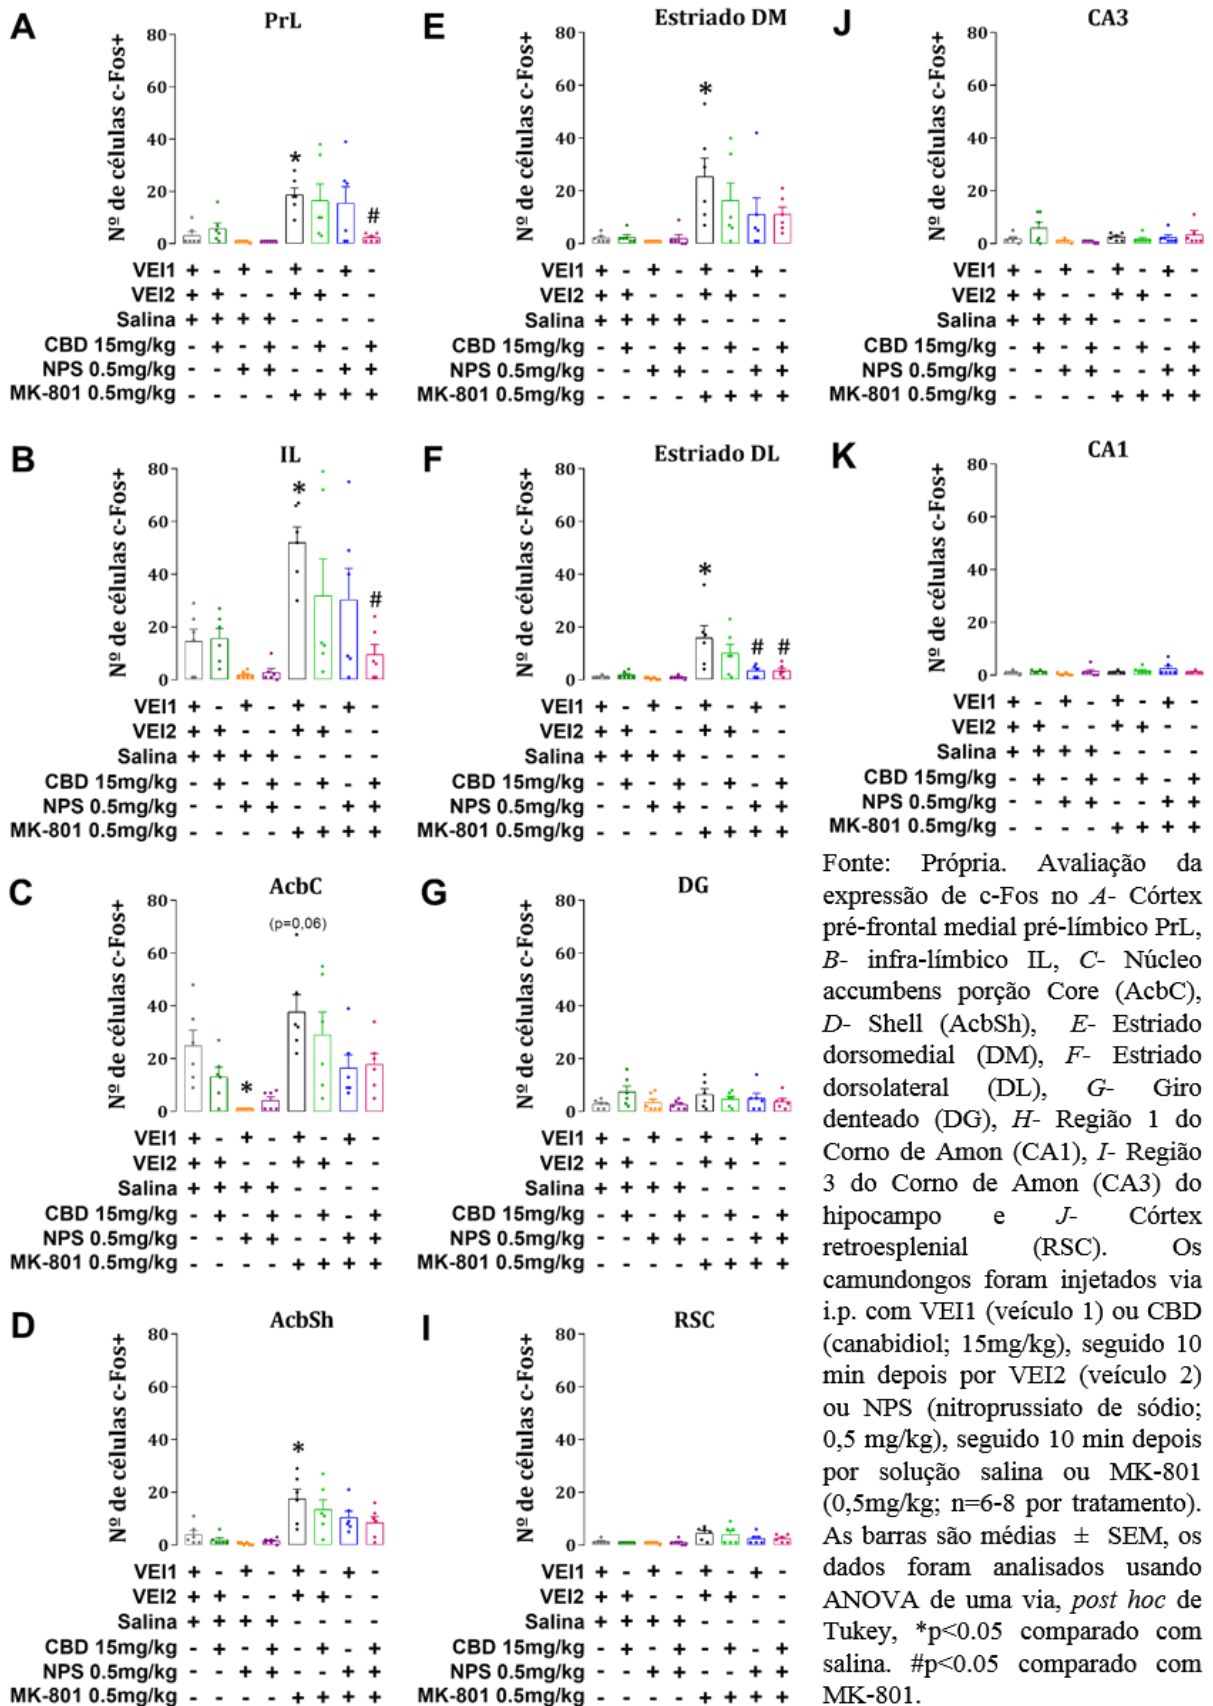 A
PrL
Nº de células c-Fos+
80
60
40
20
0
*
#
VEI1 + - + - + - + -
VEI2 + + - - + + - -
Salina + + + + - - - -
CBD 15mg/kg - + - + - + - +
NPS 0.5mg/kg - - + + - - + +
MK-801 0.5mg/kg - - - - + + + +
B
IL
Nº de células c-Fos+
80
60
40
20
0
*
#
VEI1 + - + - + - + -
VEI2 + + - - + + - -
Salina + + + + - - - -
CBD 15mg/kg - + - + - + - +
NPS 0.5mg/kg - - + + - - + +
MK-801 0.5mg/kg - - - - + + + +
C
AcbC
Nº de células c-Fos+
80
60
40
20
0
*
(p=0,06)
VEI1 + - + - + - + -
VEI2 + + - - + + - -
Salina + + + + - - - -
CBD 15mg/kg - + - + - + - +
NPS 0.5mg/kg - - + + - - + +
MK-801 0.5mg/kg - - - - + + + +
D
AcbSh
Nº de células c-Fos+
80
60
40
20
0
*
VEI1 + - + - + - + -
VEI2 + + - - + + - -
Salina + + + + - - - -
CBD 15mg/kg - + - + - + - +
NPS 0.5mg/kg - - + + - - + +
MK-801 0.5mg/kg - - - - + + + +
E
Estriado DM
Nº de células c-Fos+
80
60
40
20
0
*
VEI1 + - + - + - + -
VEI2 + + - - + + - -
Salina + + + + - - - -
CBD 15mg/kg - + - + - + - +
NPS 0.5mg/kg - - + + - - + +
MK-801 0.5mg/kg - - - - + + + +
F
Estriado DL
Nº de células c-Fos+
80
60
40
20
0
*
# #
VEI1 + - + - + - + -
VEI2 + + - - + + - -
Salina + + + + - - - -
CBD 15mg/kg - + - + - + - +
NPS 0.5mg/kg - - + + - - + +
MK-801 0.5mg/kg - - - - + + + +
G
DG
Nº de células c-Fos+
80
60
40
20
0
VEI1 + - + - + - + -
VEI2 + + - - + + - -
Salina + + + + - - - -
CBD 15mg/kg - + - + - + - +
NPS 0.5mg/kg - - + + - - + +
MK-801 0.5mg/kg - - - - + + + +
I
RSC
Nº de células c-Fos+
80
60
40
20
0
VEI1 + - + - + - + -
VEI2 + + - - + + - -
Salina + + + + - - - -
CBD 15mg/kg - + - + - + - +
NPS 0.5mg/kg - - + + - - + +
MK-801 0.5mg/kg - - - - + + + +
J
CA3
Nº de células c-Fos+
80
60
40
20
0
VEI1 + - + - + - + -
VEI2 + + - - + + - -
Salina + + + + - - - -
CBD 15mg/kg - + - + - + - +
NPS 0.5mg/kg - - + + - - + +
MK-801 0.5mg/kg - - - - + + + +
K
CA1
Nº de células c-Fos+
80
60
40
20
0
VEI1 + - + - + - + -
VEI2 + + - - + + - -
Salina + + + + - - - -
CBD 15mg/kg - + - + - + - +
NPS 0.5mg/kg - - + + - - + +
MK-801 0.5mg/kg - - - - + + + +
Fonte: Própria. Avaliação da
expressão de c-Fos no A- Córtex
pré-frontal medial pré-límbico PrL,
B- infra-límbico IL, C- Núcleo
accumbens porção Core (AcbC),
D- Shell (AcbSh), E- Estriado
dorsomedial (DM), F- Estriado
dorsolateral (DL), G- Giro
denteado (DG), H- Região 1 do
Corno de Amon (CA1), I- Região
3 do Corno de Amon (CA3) do
hipocampo e J- Córtex
retroesplenial (RSC). Os
camundongos foram injetados via
i.p. com VEI1 (veículo 1) ou CBD
(canabidiol; 15mg/kg), seguido 10
min depois por VEI2 (veículo 2)
ou NPS (nitroprussiato de sódio;
0,5 mg/kg), seguido 10 min depois
por solução salina ou MK-801
(0,5mg/kg; n=6-8 por tratamento).
As barras são médias ± SEM, os
dados foram analisados usando
ANOVA de uma via, post hoc de
Tukey, *p<0.05 comparado com
salina. #p<0.05 comparado com
MK-801.